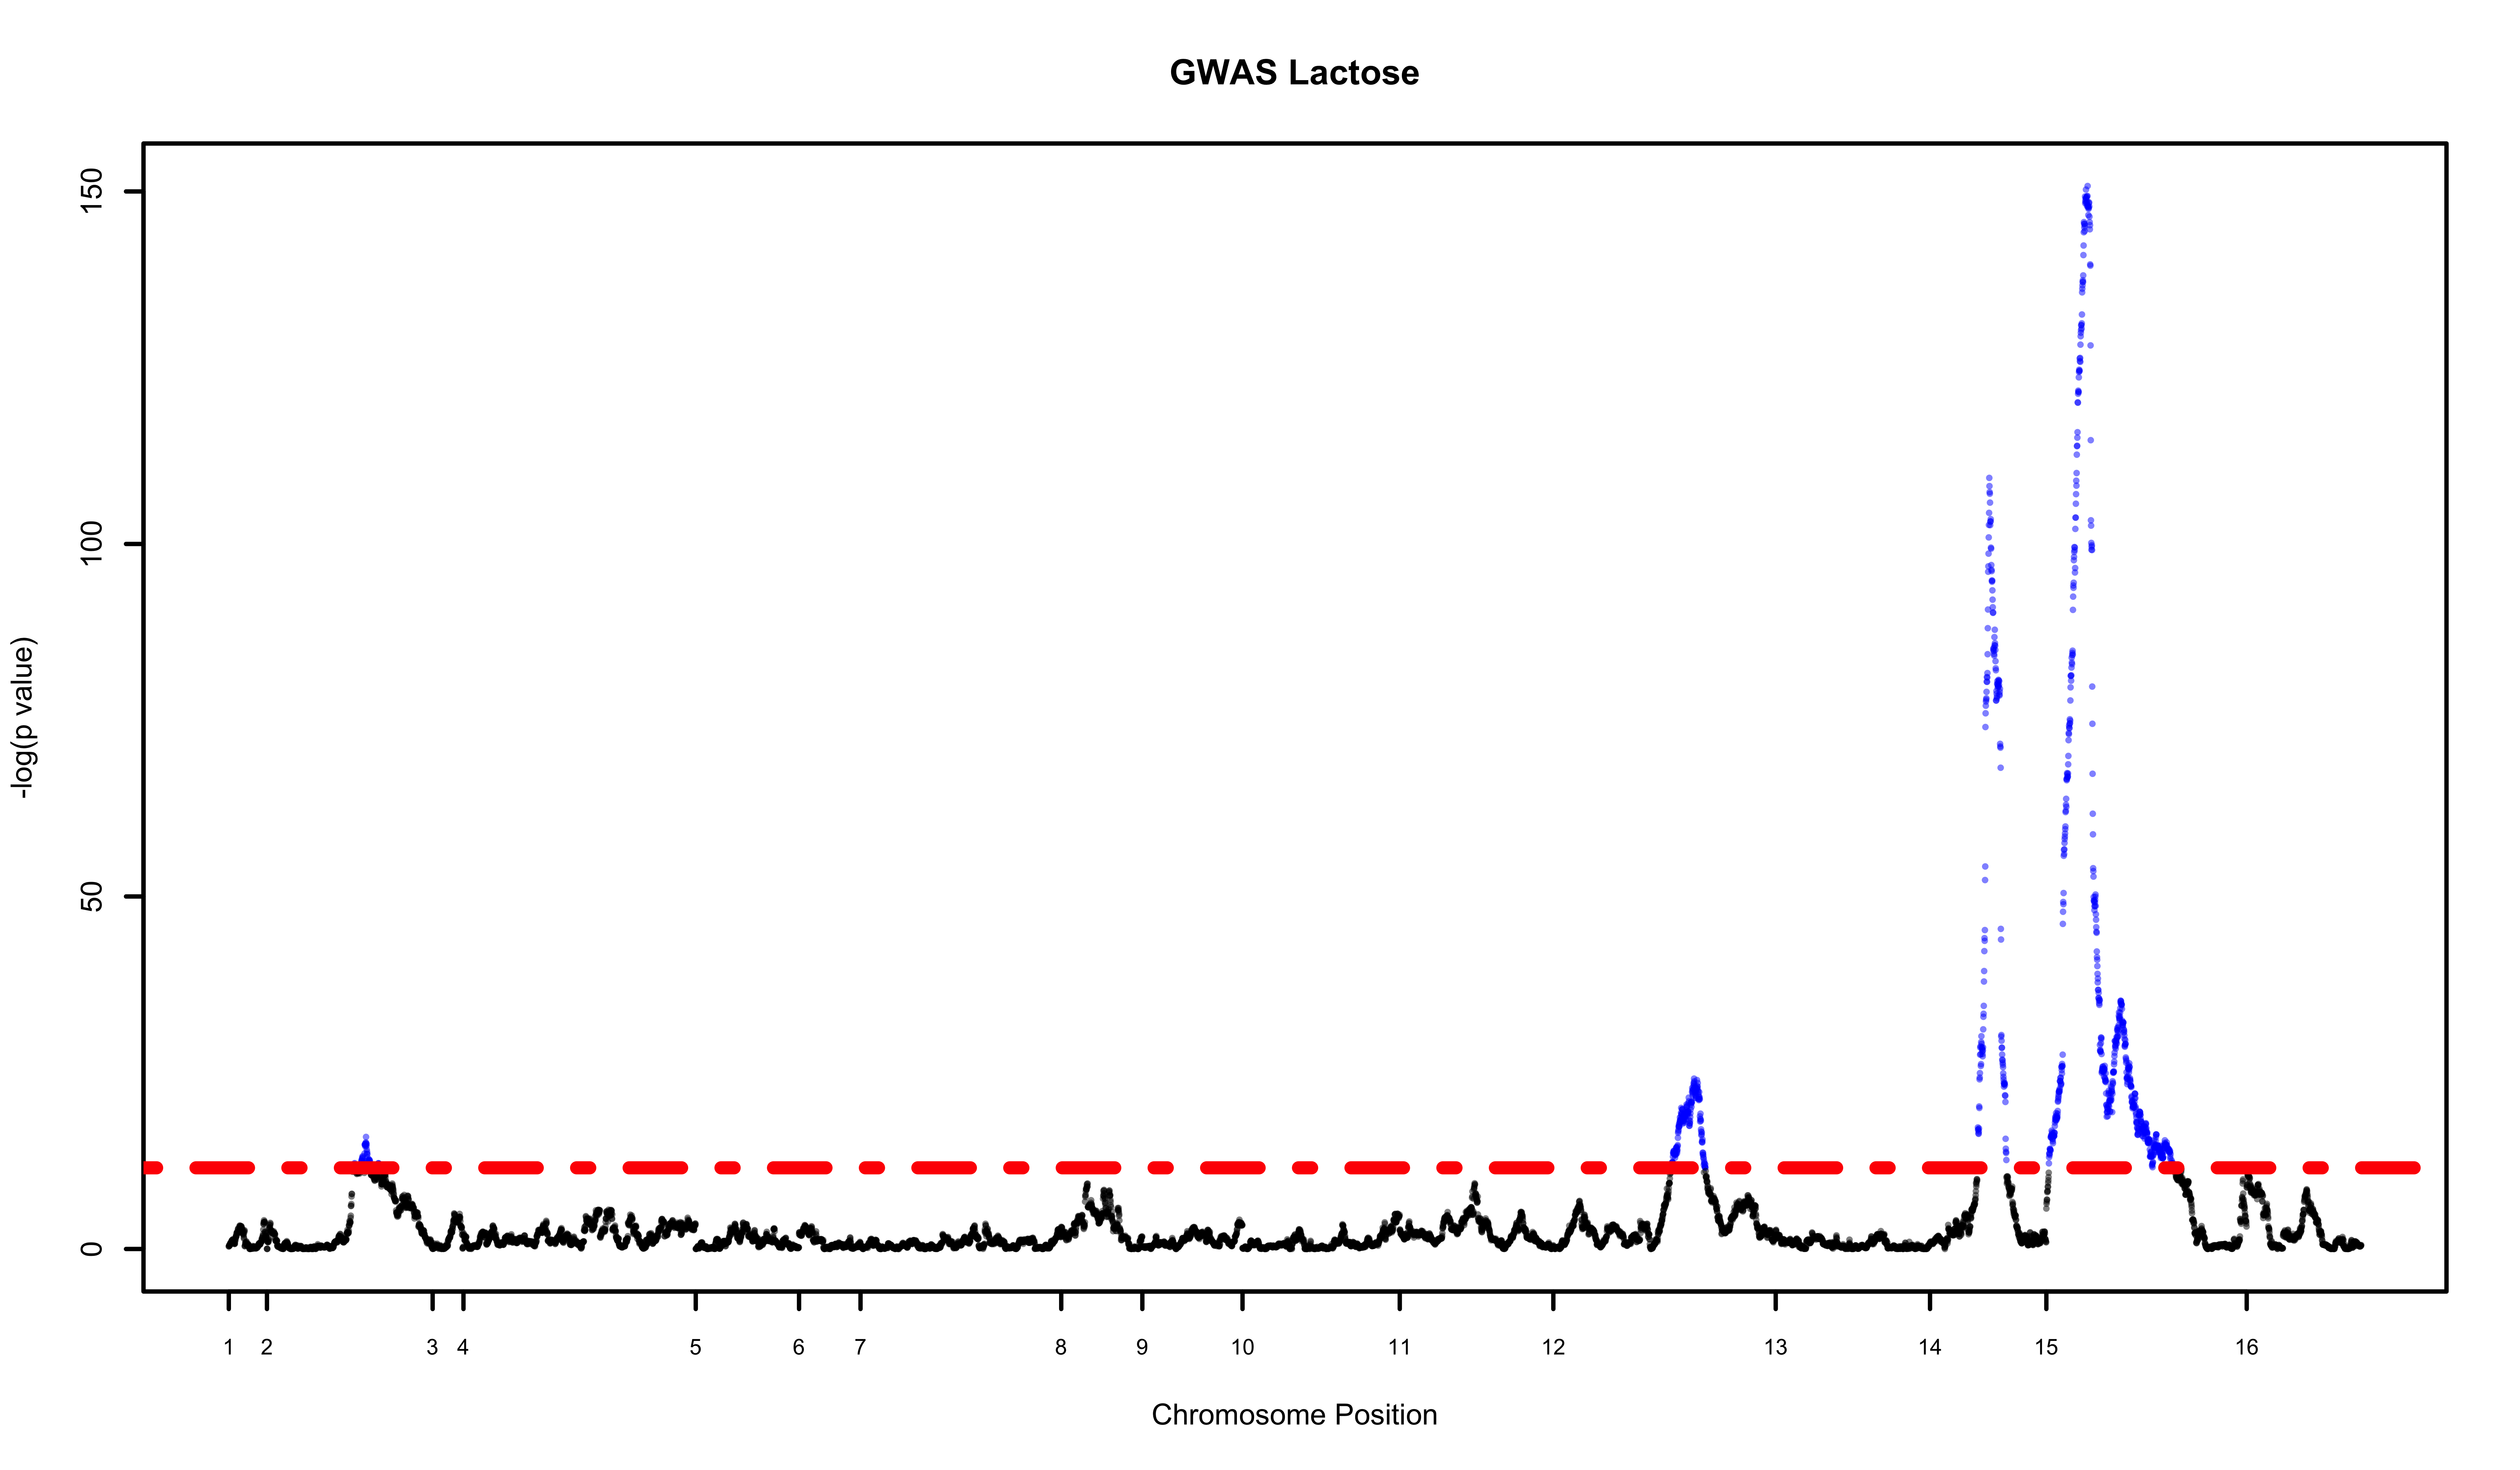 GWAS Lactose
-log(p value)
150
100
50
0
1 2 3 4 5 6 7 8 9 10 11 12 13 14 15 16
Chromosome Position